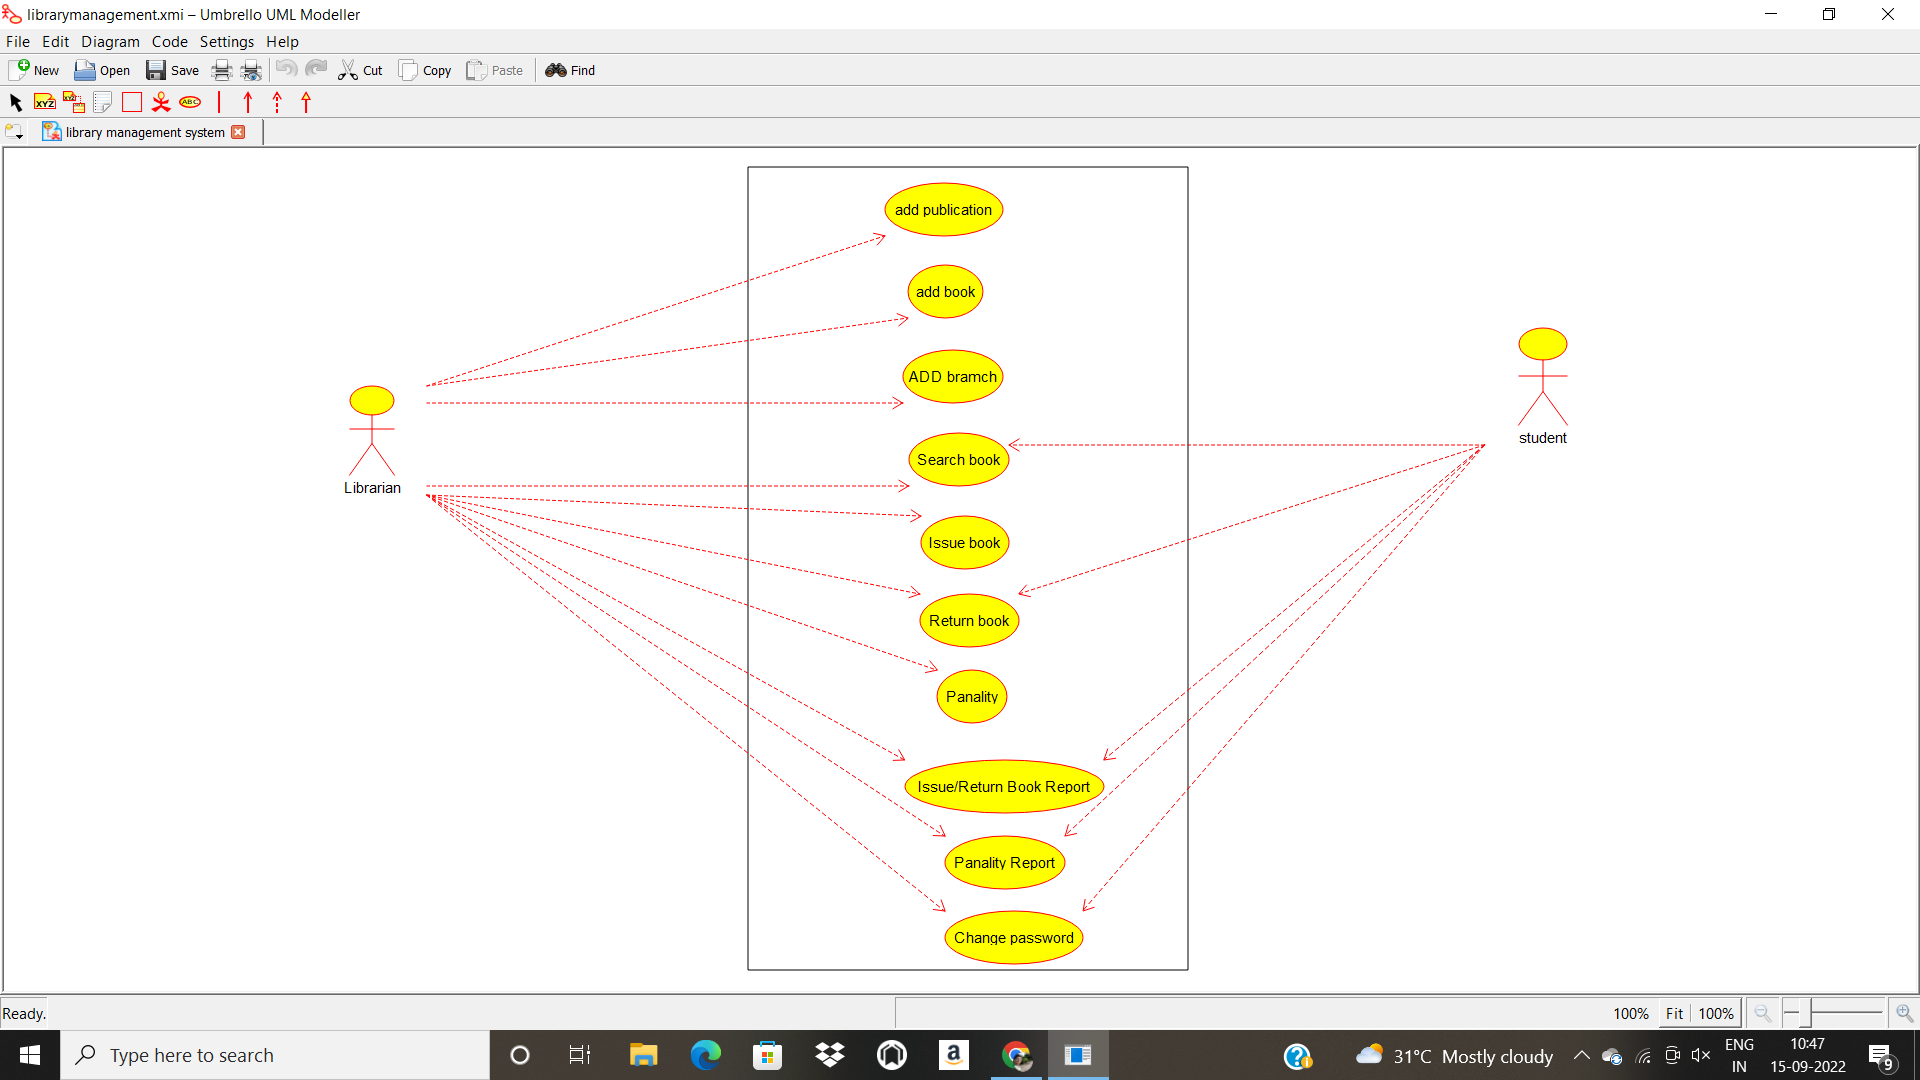 librarymanagement.xmi – Umbrello UML Modeller
File Edit Diagram Code Settings Help
New Open Save Cut Copy Paste Find
XYZ XYZ ABC
library management system
add publication
add book
ADD bramch
Search book
Issue book
Return book
Panality
Issue/Return Book Report
Panality Report
Change password
Librarian
student
Ready.
100% Fit 100%
Type here to search
a
31°C Mostly cloudy
ENG
IN
10:47
15-09-2022
9